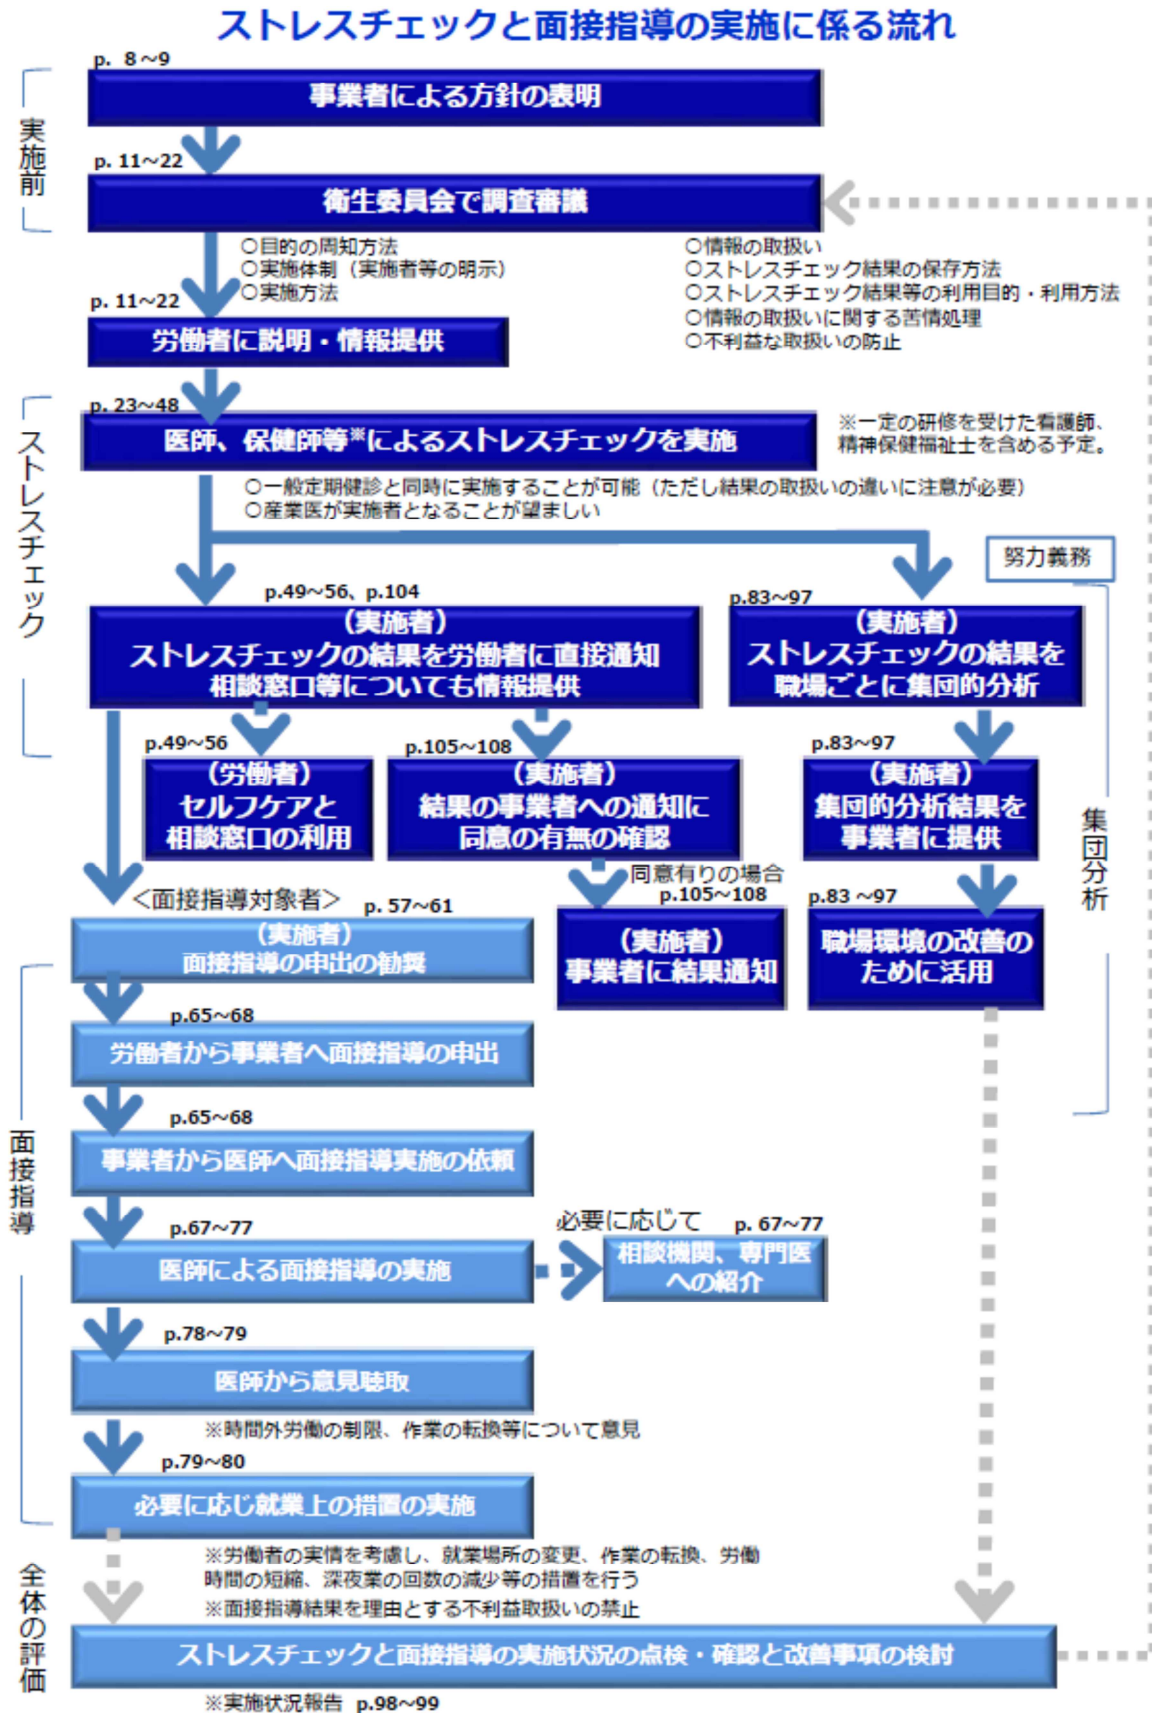 ストレスチェックと面接指導の実施に係る流れ
p. 8～9
実施前
事業者による方針の表明
p. 11～22
衛生委員会で調査審議
○目的の周知方法
○実施体制（実施者等の明示）
○実施方法
○情報の取扱い
○ストレスチェック結果の保存方法
○ストレスチェック結果等の利用目的・利用方法
○情報の取扱いに関する苦情処理
○不利益な取扱いの防止
p. 11～22
労働者に説明・情報提供
ストレスチェック
p. 23～48
医師、保健師等※によるストレスチェックを実施
※一定の研修を受けた看護師、
精神保健福祉士を含める予定。
○一般定期健診と同時に実施することが可能（ただし結果の取扱いの違いに注意が必要）
○産業医が実施者となることが望ましい
努力義務
p.49～56、p.104
（実施者）
ストレスチェックの結果を労働者に直接通知
相談窓口等についても情報提供
p.83～97
（実施者）
ストレスチェックの結果を
職場ごとに集団的分析
p.49～56
（労働者）
セルフケアと
相談窓口の利用
p.105～108
（実施者）
結果の事業者への通知に
同意の有無の確認
p.83～97
（実施者）
集団的分析結果を
事業者に提供
集団分析
同意有りの場合
p.105～108
（実施者）
事業者に結果通知
p.83 ～97
職場環境の改善の
ために活用
＜面接指導対象者＞
p. 57～61
（実施者）
面接指導の申出の勧奨
面接指導
p.65～68
労働者から事業者へ面接指導の申出
p.65～68
事業者から医師へ面接指導実施の依頼
p.67～77
医師による面接指導の実施
必要に応じて
p. 67～77
相談機関、専門医
への紹介
p.78～79
医師から意見聴取
※時間外労働の制限、作業の転換等について意見
p.79～80
必要に応じ就業上の措置の実施
※労働者の実情を考慮し、就業場所の変更、作業の転換、労働
時間の短縮、深夜業の回数の減少等の措置を行う
※面接指導結果を理由とする不利益取扱いの禁止
全体の評価
ストレスチェックと面接指導の実施状況の点検・確認と改善事項の検討
※実施状況報告 p.98～99